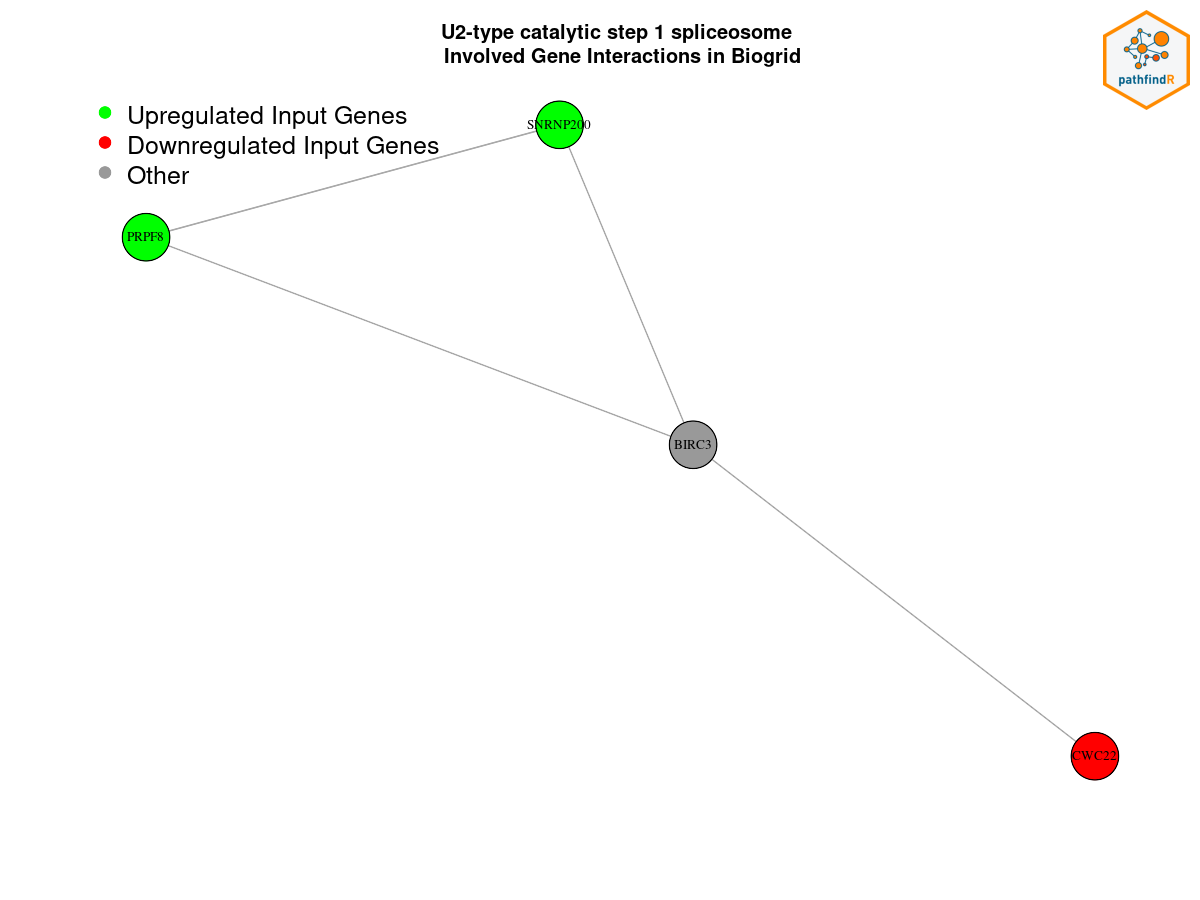 U2-type catalytic step 1 spliceosome
Involved Gene Interactions in Biogrid
pathfindR
Upregulated Input Genes
Downregulated Input Genes
Other
SNRNP200
PRPF8
BIRC3
CWC22